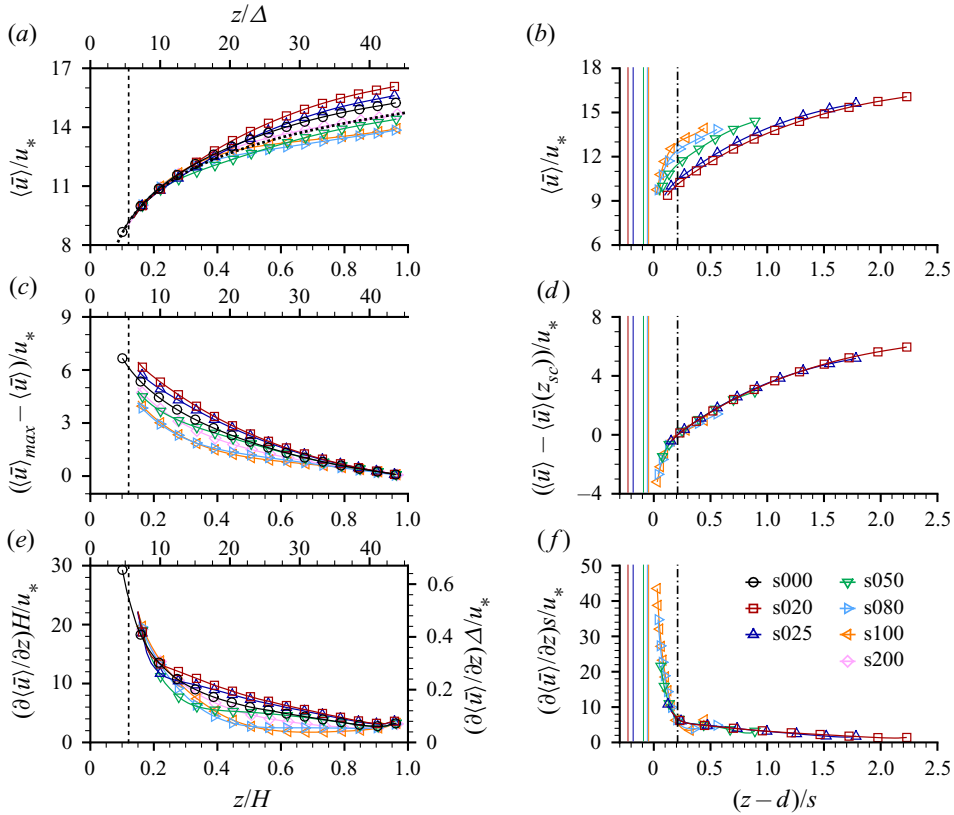 z/Δ
(a)
0 10 20 30 40
17
14
11
8
⟨ū⟩/u*
0 0.2 0.4 0.6 0.8 1.0
(b)
18
15
12
9
6
⟨ū⟩/u*
0 0.5 1.0 1.5 2.0 2.5
(c)
0 10 20 30 40
9
6
3
0
(⟨ū⟩max − ⟨ū⟩)/u*
0 0.2 0.4 0.6 0.8 1.0
(d)
8
4
0
−4
(⟨ū⟩ − ⟨ū⟩(zsc))/u*
0 0.5 1.0 1.5 2.0 2.5
(e)
0 10 20 30 40
30
20
10
0
(∂⟨ū⟩/∂z)H/u*
0.6
0.4
0.2
0
(∂⟨ū⟩/∂z)Δ/u*
0 0.2 0.4 0.6 0.8 1.0
z/H
(f)
50
40
30
20
10
0
(∂⟨ū⟩/∂z)s/u*
s000
s020
s025
s050
s080
s100
s200
0 0.5 1.0 1.5 2.0 2.5
(z − d)/s